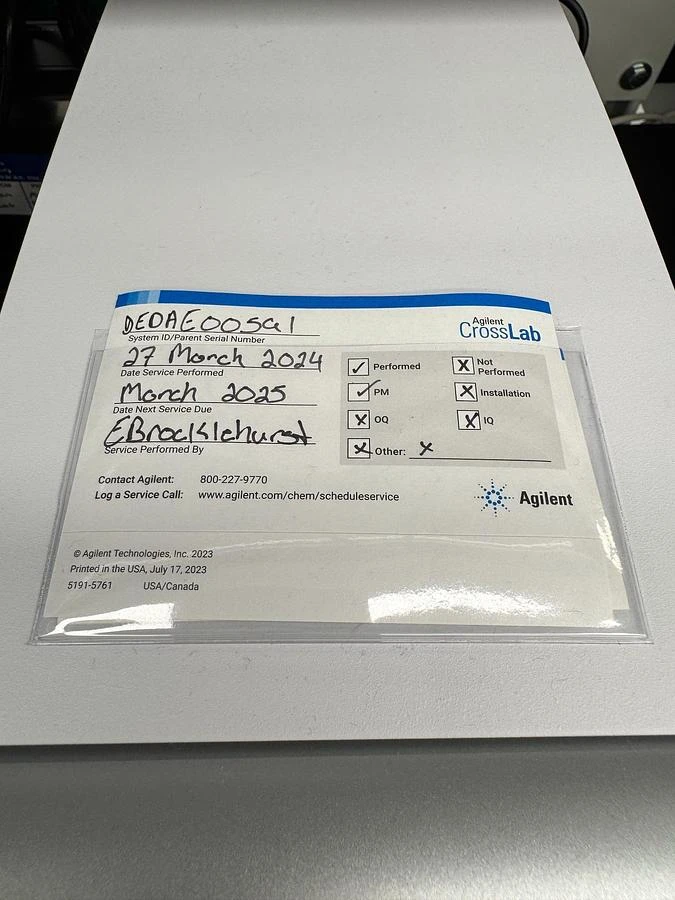 DEDAE00591
System ID/Parent Serial Number
27 March 2024
Date Service Performed
March 2025
Date Next Service Due
EBrocklehurst
Service Performed By
Agilent
CrossLab
✓ Performed
X Not Performed
✓ PM
X Installation
X OQ
X IQ
X Other: X
Contact Agilent: 800-227-9770
Log a Service Call: www.agilent.com/chem/scheduleservice
Agilent
© Agilent Technologies, Inc. 2023
Printed in the USA, July 17, 2023
5191-5761 USA/Canada